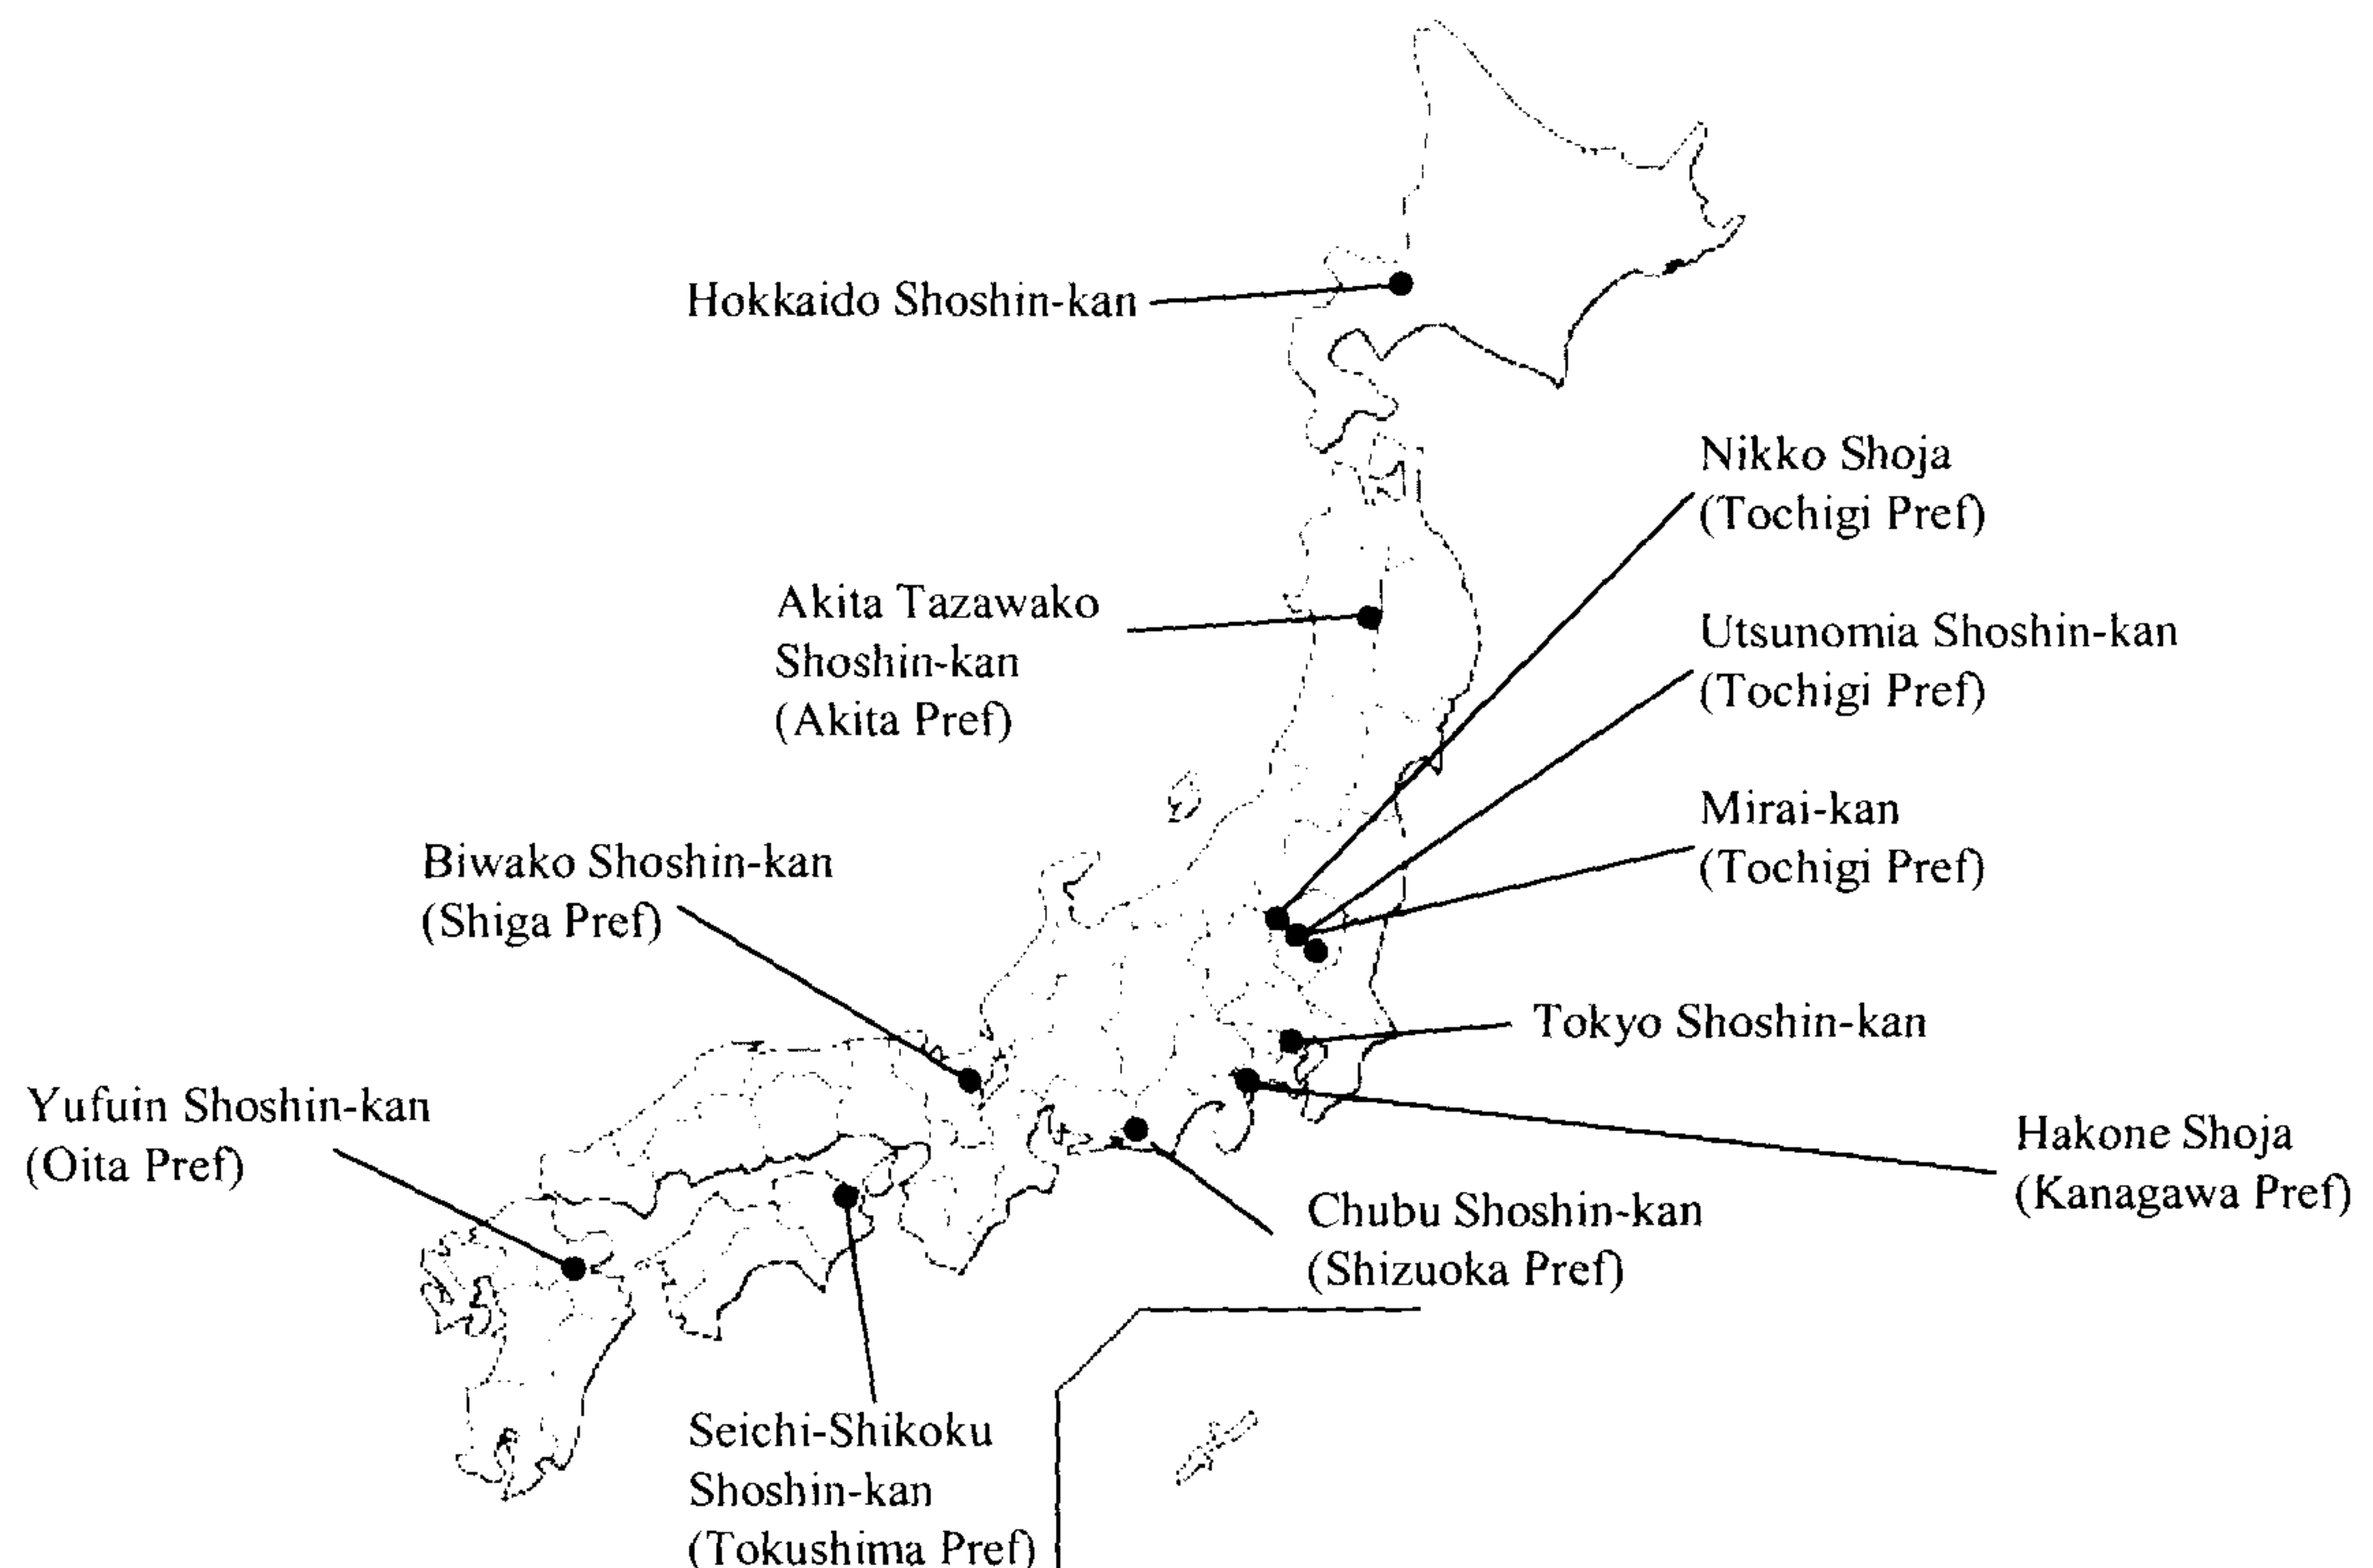 Hokkaido Shoshin-kan
Nikko Shoja
(Tochigi Pref)
Akita Tazawako
Shoshin-kan
(Akita Pref)
Utsunomia Shoshin-kan
(Tochigi Pref)
Mirai-kan
(Tochigi Pref)
Biwako Shoshin-kan
(Shiga Pref)
Tokyo Shoshin-kan
Yufuin Shoshin-kan
(Oita Pref)
Hakone Shoja
(Kanagawa Pref)
Chubu Shoshin-kan
(Shizuoka Pref)
Seichi-Shikoku
Shoshin-kan
(Tokushima Pref)